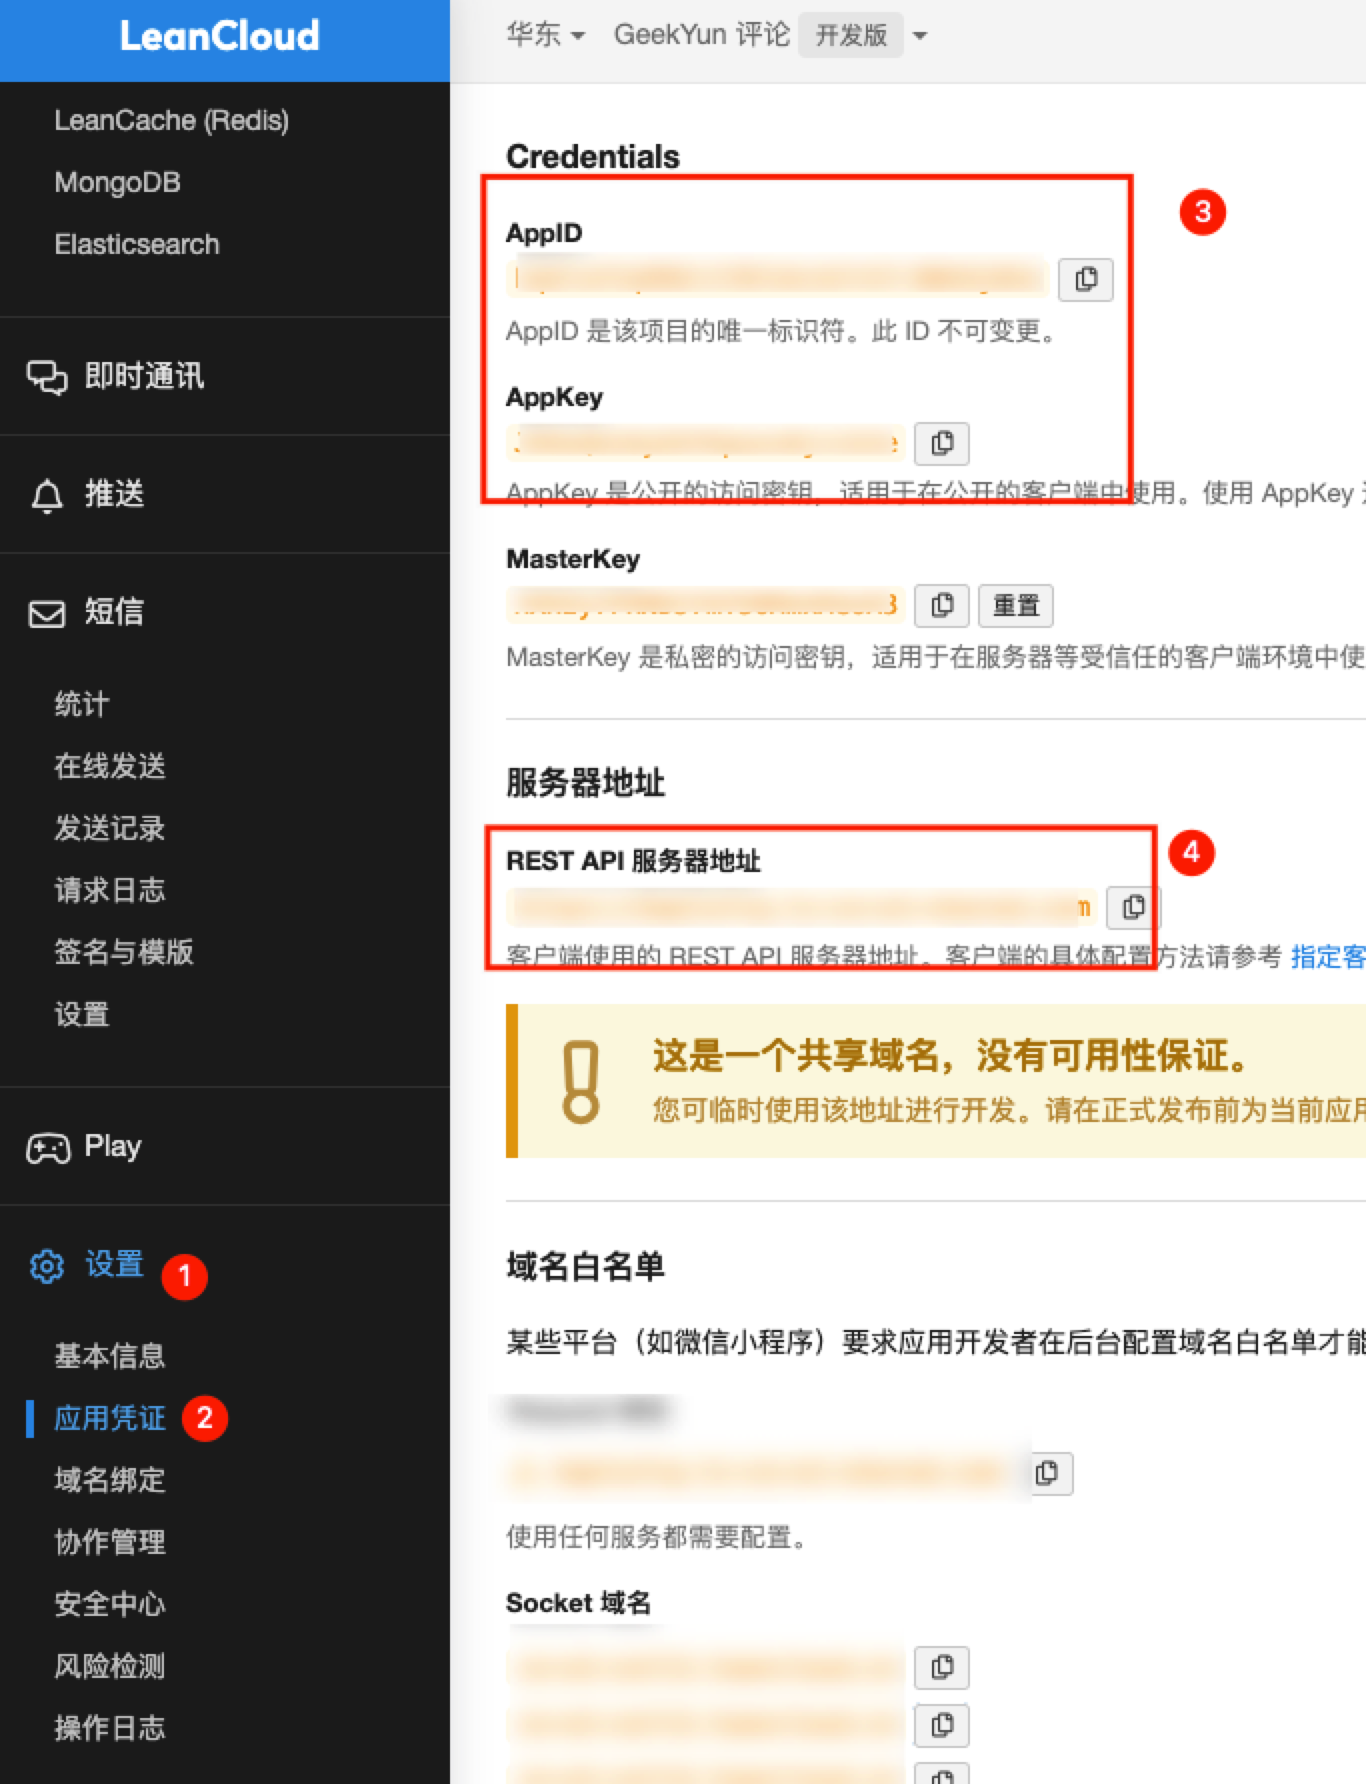 LeanCloud
华东 GeekYun 评论 开发版
LeanCache (Redis)
MongoDB
Elasticsearch
即时通讯
推送
短信
统计
在线发送
发送记录
请求日志
签名与模版
设置
Play
设置 1
基本信息
应用凭证 2
域名绑定
协作管理
安全中心
风险检测
操作日志
Credentials
3
AppID
AppID 是该项目的唯一标识符。此 ID 不可变更。
AppKey
AppKey 是公开的访问密钥，适用于在公开的客户端中使用。使用 AppKey
MasterKey
重置
MasterKey 是私密的访问密钥，适用于在服务器等受信任的客户端环境中使
服务器地址
4
REST API 服务器地址
客户端使用的 REST API 服务器地址。客户端的具体配置方法请参考 指定客
这是一个共享域名，没有可用性保证。
您可临时使用该地址进行开发。请在正式发布前为当前应用
域名白名单
某些平台（如微信小程序）要求应用开发者在后台配置域名白名单才能
使用任何服务都需要配置。
Socket 域名